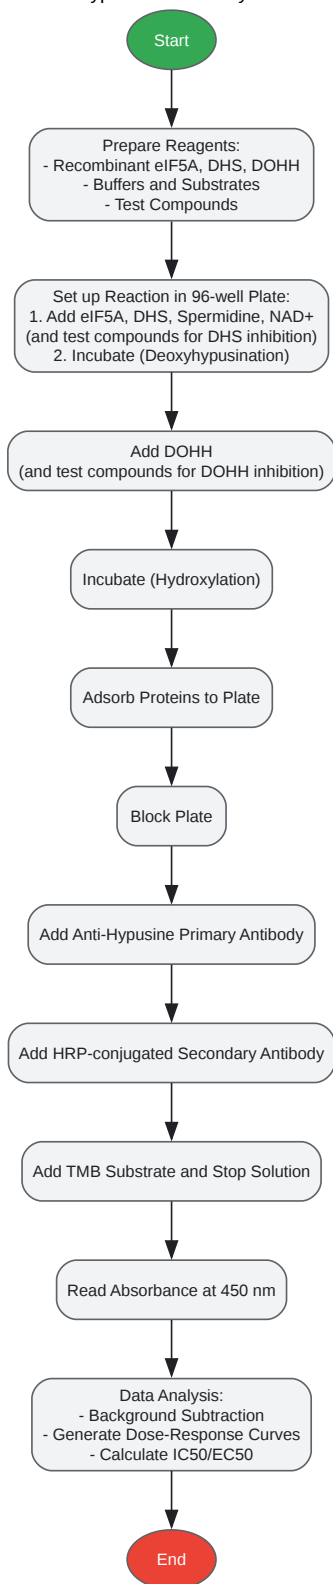 Start
Prepare Reagents:
- Recombinant eIF5A, DHS, DOHH
- Buffers and Substrates
- Test Compounds
Set up Reaction in 96-well Plate:
1. Add eIF5A, DHS, Spermidine, NAD+
(and test compounds for DHS inhibition)
2. Incubate (Deoxyhypusination)
Add DOHH
(and test compounds for DOHH inhibition)
Incubate (Hydroxylation)
Adsorb Proteins to Plate
Block Plate
Add Anti-Hypusine Primary Antibody
Add HRP-conjugated Secondary Antibody
Add TMB Substrate and Stop Solution
Read Absorbance at 450 nm
Data Analysis:
- Background Subtraction
- Generate Dose-Response Curves
- Calculate IC50/EC50
End